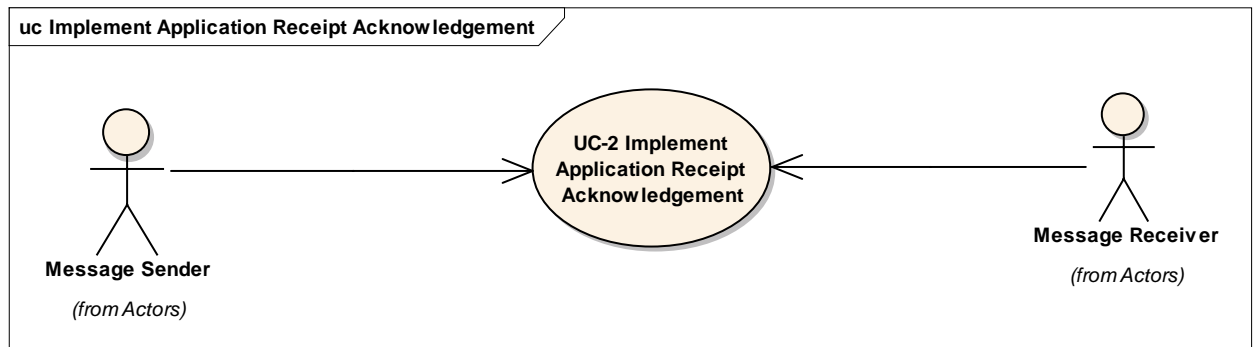 uc Implement Application Receipt Acknowledgement
UC-2 Implement
Application Receipt
Acknowledgement
Message Sender
(from Actors)
Message Receiver
(from Actors)